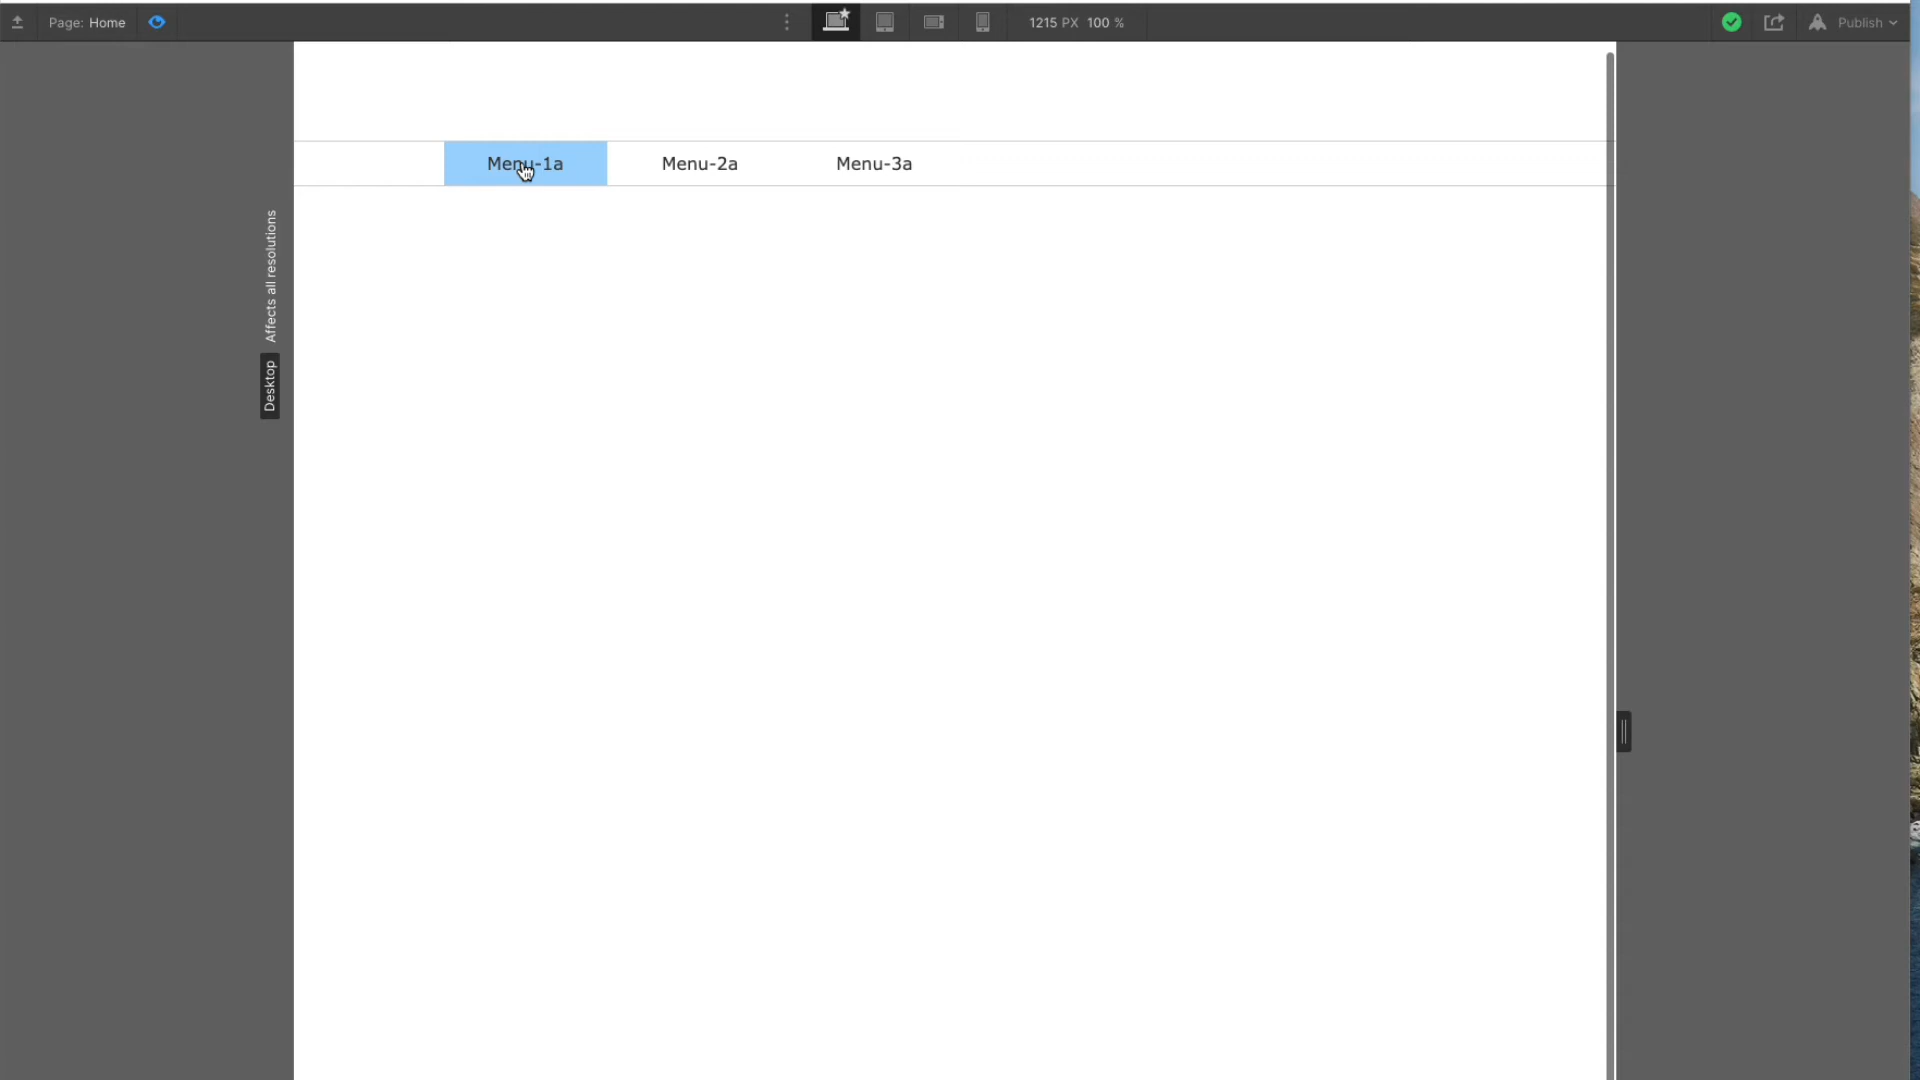 Page: Home
1215 PX 100 %
Publish
Menu-1a Menu-2a Menu-3a
Affects all resolutions
Desktop